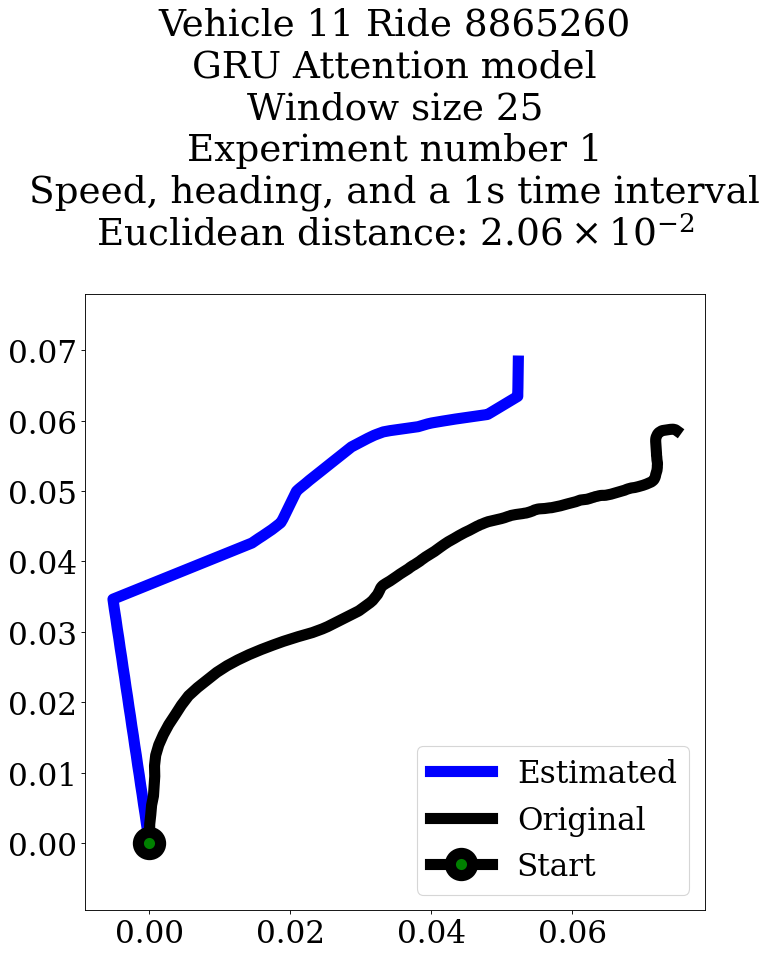 Vehicle 11 Ride 8865260
GRU Attention model
Window size 25
Experiment number 1
Speed, heading, and a 1s time interval
Euclidean distance: 2.06 × 10⁻²
0.07
0.06
0.05
0.04
0.03
0.02
0.01
0.00
Estimated
Original
Start
0.00 0.02 0.04 0.06